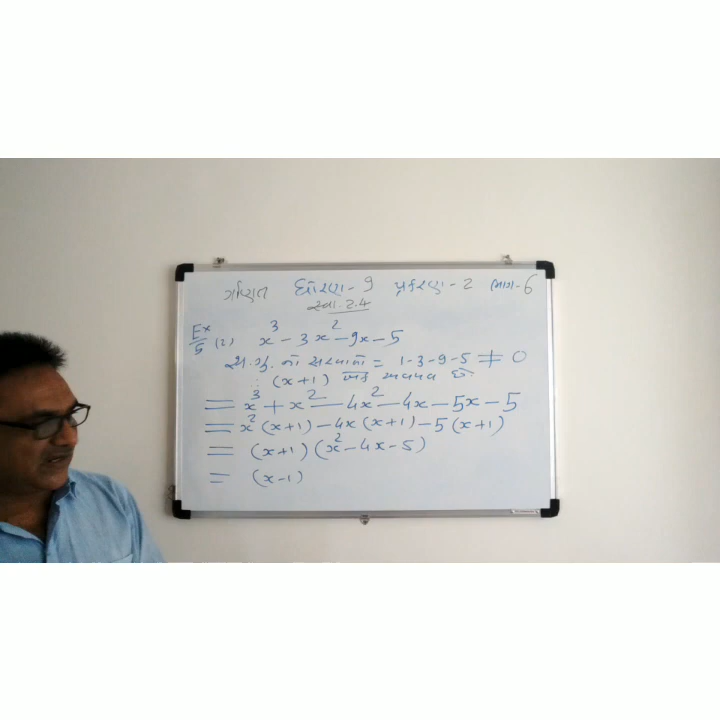 ગણિત ધોરણ - 9 પ્રકરણ - 2 ભાગ - 6
સ્વા. 2.4
Ex 5 (2) x³ - 3x² - 9x - 5
સ.ગુ. નો સરવાળો = 1 - 3 - 9 - 5 ≠ 0
∴ (x+1) એક અવયવ છે.
= x³ + x² - 4x² - 4x - 5x - 5
= x² (x+1) - 4x (x+1) - 5 (x+1)
= (x+1) (x² - 4x - 5)
= (x-1)